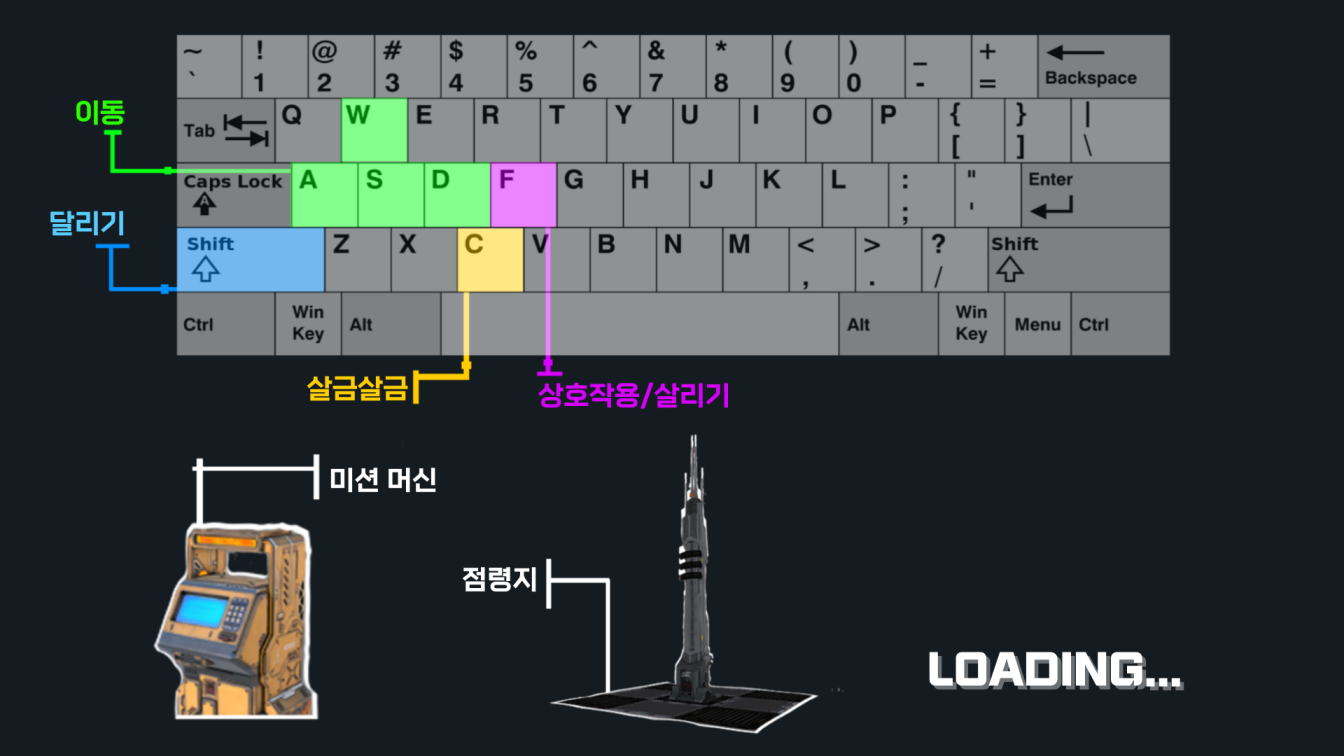 ~ ! @ # $ % ^ & * ( ) _ +
` 1 2 3 4 5 6 7 8 9 0 - = Backspace
이동
Tab Q W E R T Y U I O P { } |
[ ] \
Caps Lock A S D F G H J K L : " Enter
A ; '
달리기
Shift Z X C V B N M < > ? Shift
, . /
Ctrl Win Key Alt Alt Win Key Menu Ctrl
살금살금
상호작용/살리기
미션 머신
점령지
LOADING...